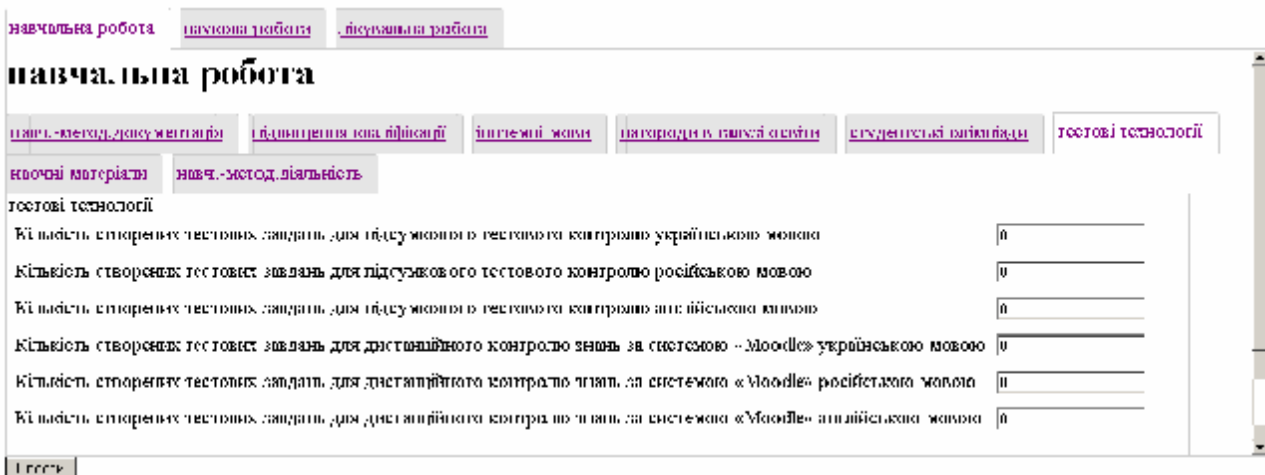 навчальна робота наукова робота лікувальна робота
навчальна робота
навч.-метод.документація підвищення кваліфікації іноземні мови нагороди в галузі освіти студентські олімпіади тестові технології
наочні матеріали навч.-метод.діяльність
тестові технології
Кількість створених тестових завдань для підсумкового тестового контролю українською мовою 0
Кількість створених тестових завдань для підсумкового тестового контролю російською мовою 0
Кількість створених тестових завдань для підсумкового тестового контролю англійською мовою 0
Кількість створених тестових завдань для дистанційного контролю знань за системою «Moodle» українською мовою 0
Кількість створених тестових завдань для дистанційного контролю знань за системою «Moodle» російською мовою 0
Кількість створених тестових завдань для дистанційного контролю знань за системою «Moodle» англійською мовою 0